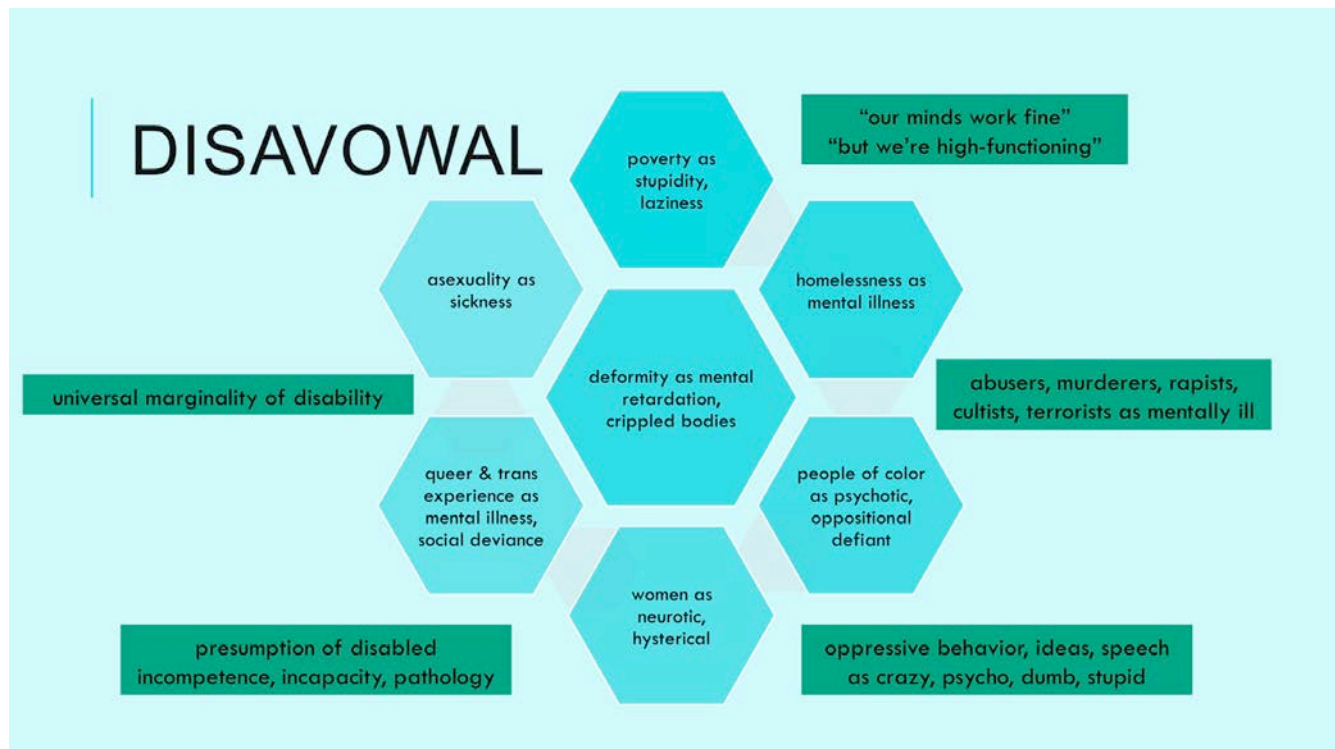 DISAVOWAL
poverty as
stupidity,
laziness
“our minds work fine”
“but we’re high-functioning”
asexuality as
sickness
homelessness as
mental illness
deformity as mental
retardation,
crippled bodies
universal marginality of disability
abusers, murderers, rapists,
cultists, terrorists as mentally ill
queer & trans
experience as
mental illness,
social deviance
people of color
as psychotic,
oppositional
defiant
women as
neurotic,
hysterical
presumption of disabled
incompetence, incapacity, pathology
oppressive behavior, ideas, speech
as crazy, psycho, dumb, stupid